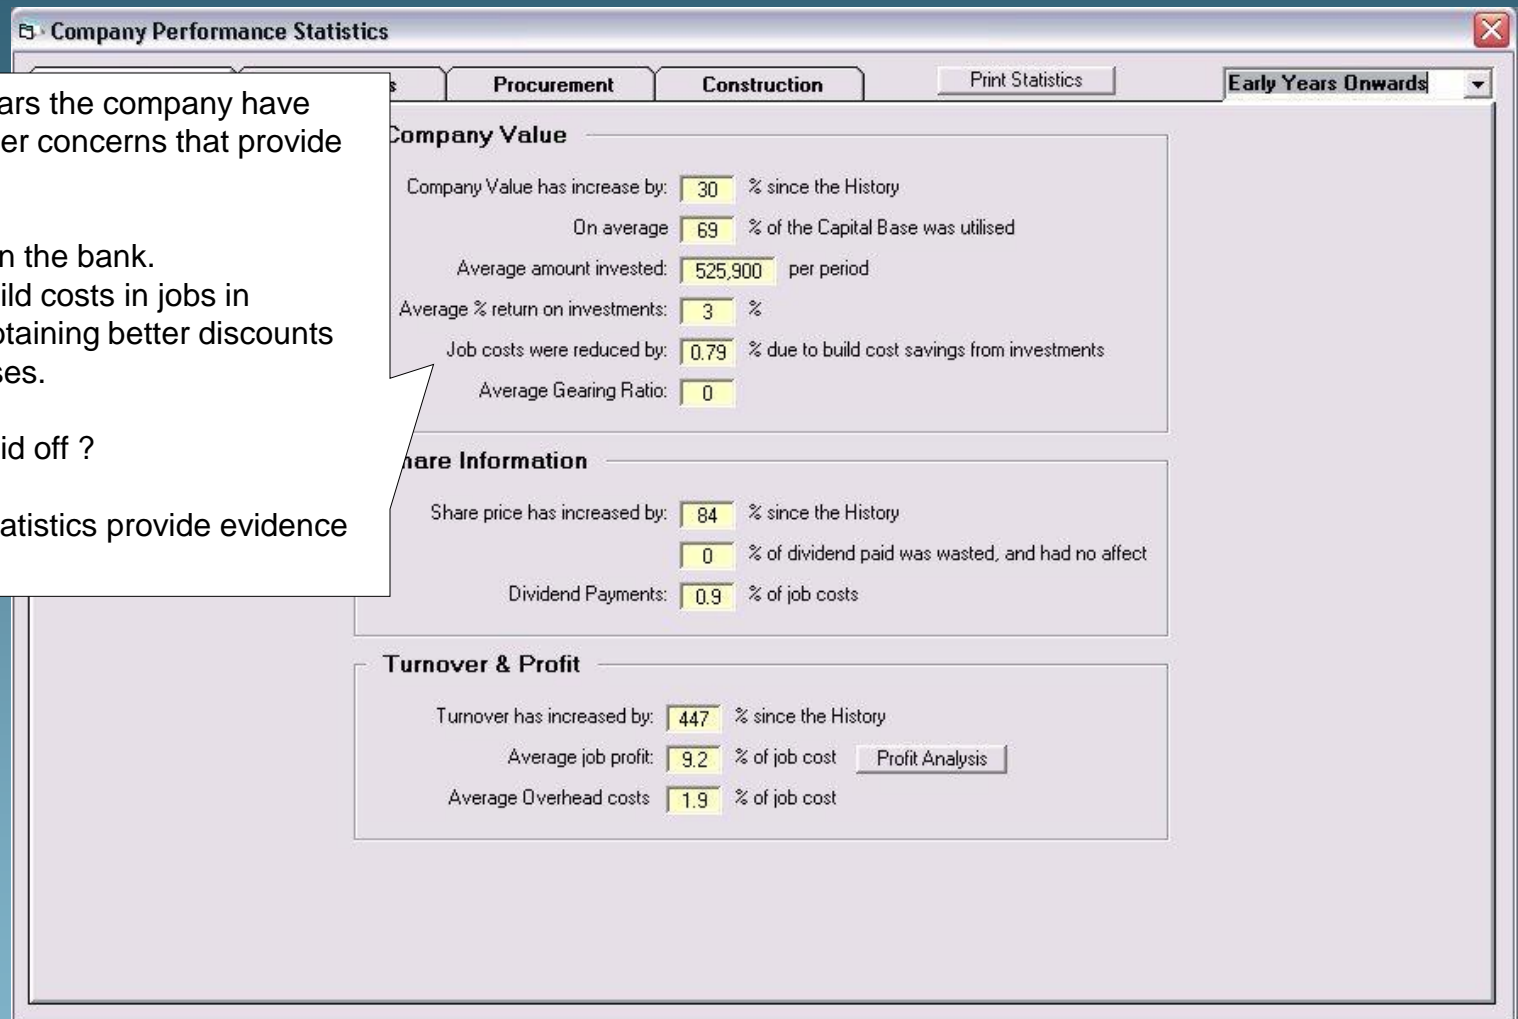 Company Performance Statistics
Procurement Construction Print Statistics Early Years Onwards
ars the company have
er concerns that provide
n the bank.
ild costs in jobs in
otaining better discounts
ses.
id off ?
atistics provide evidence
Company Value
Company Value has increase by: 30 % since the History
On average 69 % of the Capital Base was utilised
Average amount invested: 525,900 per period
Average % return on investments: 3 %
Job costs were reduced by: 0.79 % due to build cost savings from investments
Average Gearing Ratio: 0
hare Information
Share price has increased by: 84 % since the History
0 % of dividend paid was wasted, and had no affect
Dividend Payments: 0.9 % of job costs
Turnover & Profit
Turnover has increased by: 447 % since the History
Average job profit: 9.2 % of job cost Profit Analysis
Average Overhead costs 1.9 % of job cost